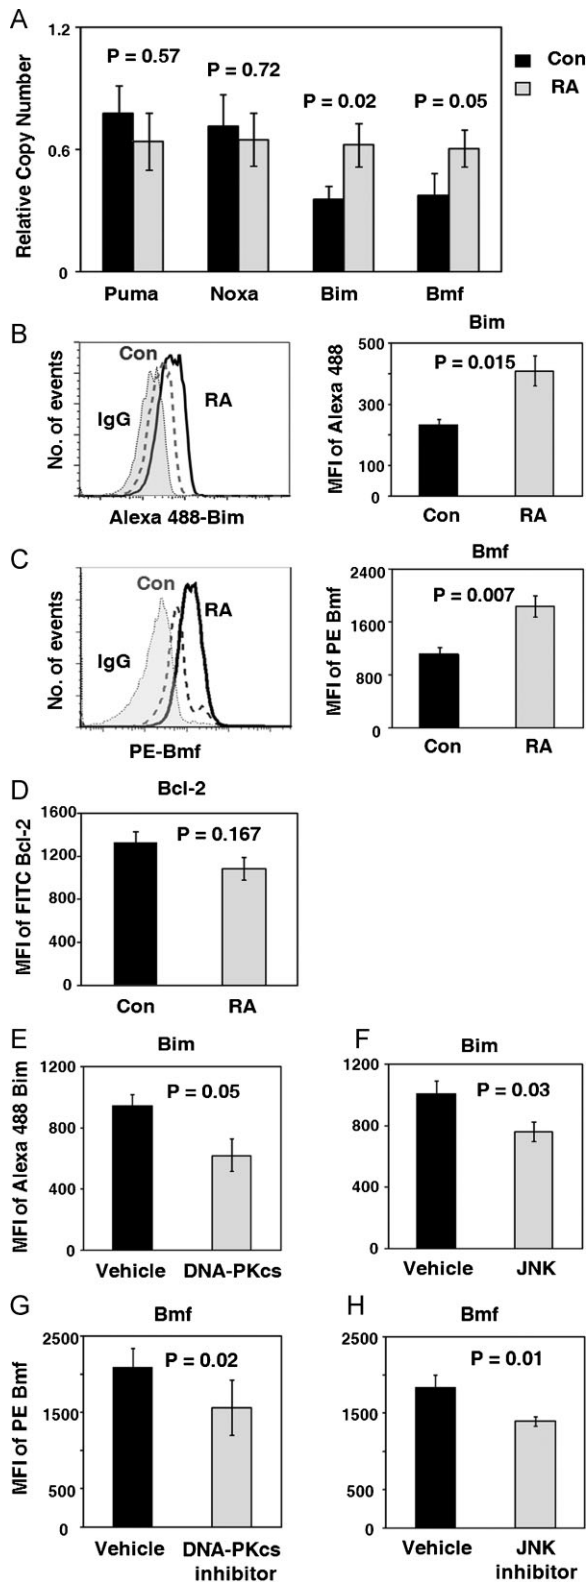 A
1.2
P = 0.57
P = 0.72
P = 0.02
P = 0.05
Con
RA
Relative Copy Number
0.6
0
Puma
Noxa
Bim
Bmf
B
Con
IgG
RA
No. of events
Alexa 488-Bim
Bim
500
P = 0.015
MFI of Alexa 488
300
100
0
Con
RA
C
Con
RA
IgG
No. of events
PE-Bmf
Bmf
2400
P = 0.007
MFI of PE Bmf
1600
800
0
Con
RA
D
Bcl-2
1600
P = 0.167
MFI of FITC Bcl-2
1200
800
400
0
Con
RA
E
Bim
1200
P = 0.05
MFI of Alexa 488 Bim
800
400
0
Vehicle
DNA-PKcs
F
Bim
1200
P = 0.03
800
400
0
Vehicle
JNK
G
Bmf
2500
P = 0.02
MFI of PE Bmf
1500
500
0
Vehicle
DNA-PKcs
inhibitor
H
Bmf
2500
P = 0.01
1500
500
0
Vehicle
JNK
inhibitor